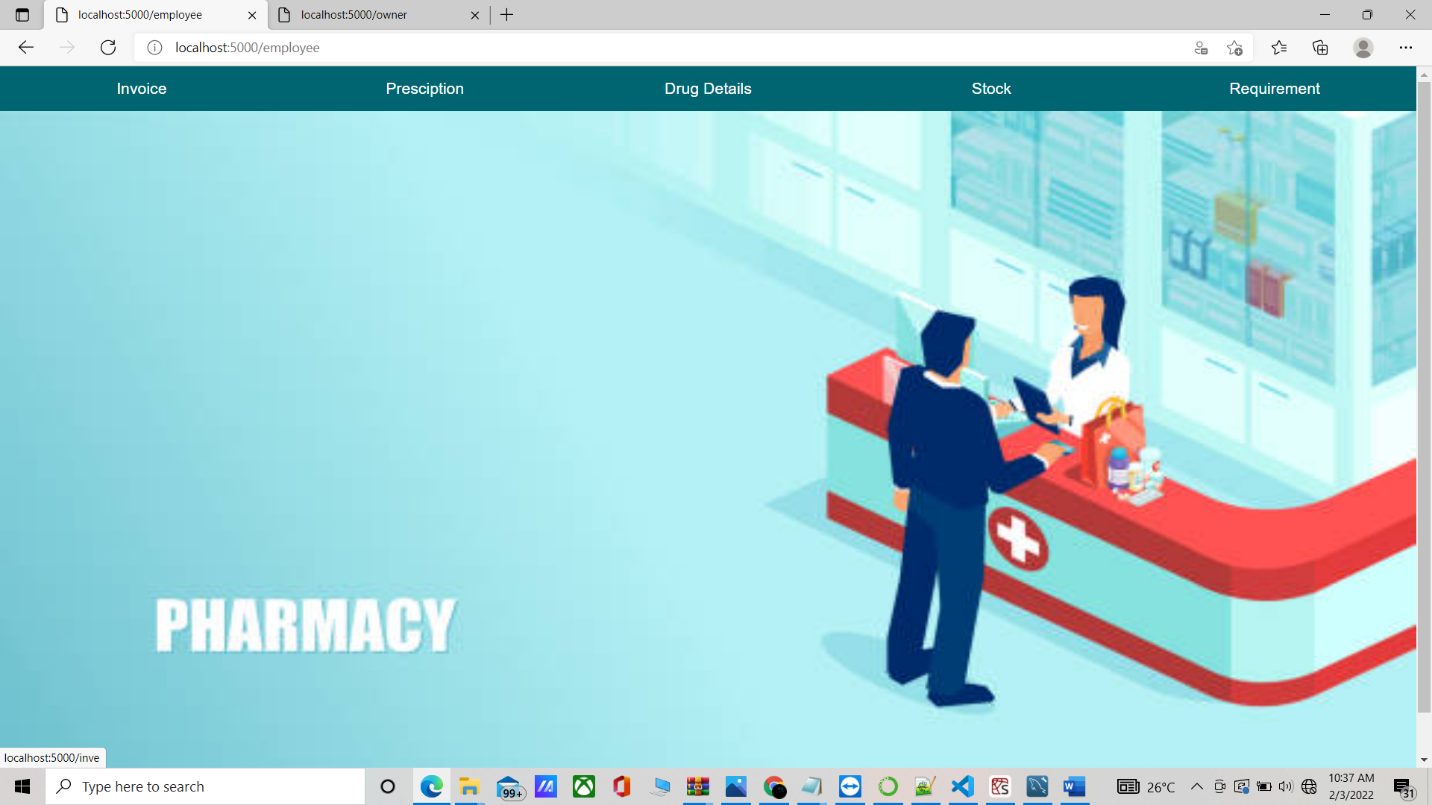 localhost:5000/employee
localhost:5000/owner
localhost:5000/employee
Invoice
Presciption
Drug Details
Stock
Requirement
PHARMACY
localhost:5000/inve
Type here to search
99+
26°C
10:37 AM
2/3/2022
31